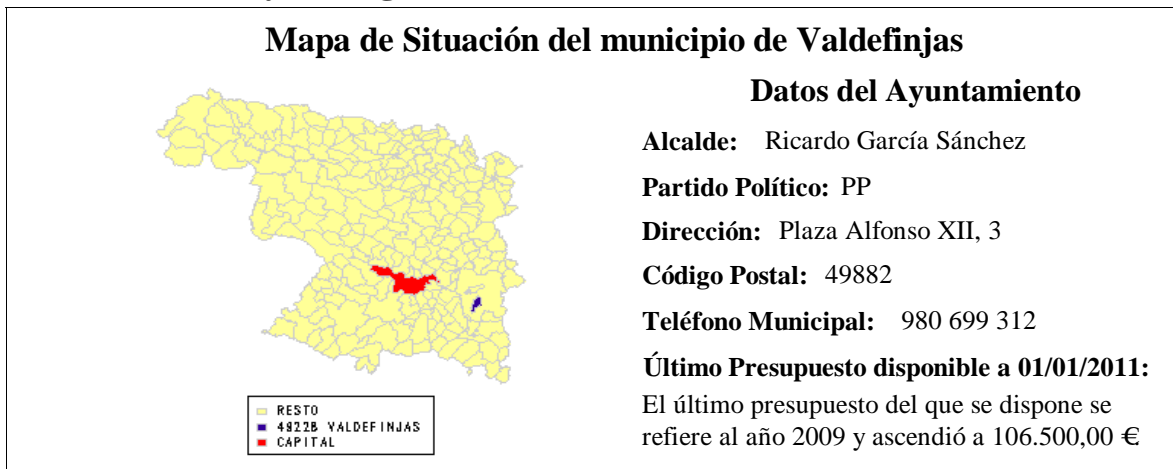 Mapa de Situación del municipio de Valdefinjas
Datos del Ayuntamiento
Alcalde: Ricardo García Sánchez
Partido Político: PP
Dirección: Plaza Alfonso XII, 3
Código Postal: 49882
Teléfono Municipal: 980 699 312
Último Presupuesto disponible a 01/01/2011:
El último presupuesto del que se dispone se
refiere al año 2009 y ascendió a 106.500,00 €
RESTO
VALDEFINJAS
CAPITAL